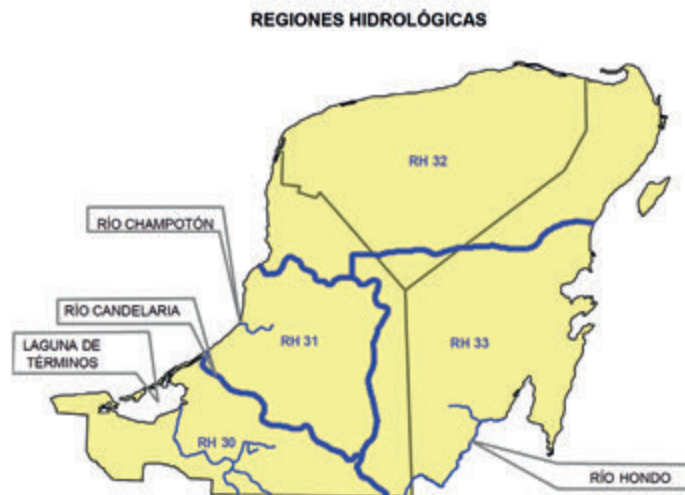 REGIONES HIDROLÓGICAS
RH 32
RÍO CHAMPOTÓN
RÍO CANDELARIA
LAGUNA DE
TÉRMINOS
RH 31
RH 33
RH 30
RÍO HONDO